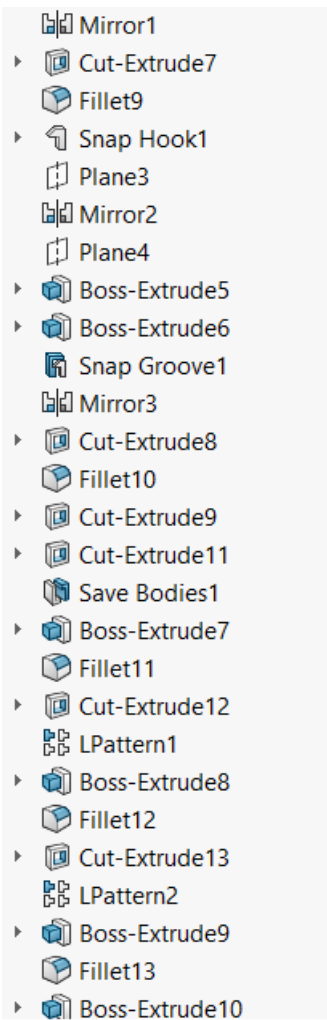 Mirror1
Cut-Extrude7
Fillet9
Snap Hook1
Plane3
Mirror2
Plane4
Boss-Extrude5
Boss-Extrude6
Snap Groove1
Mirror3
Cut-Extrude8
Fillet10
Cut-Extrude9
Cut-Extrude11
Save Bodies1
Boss-Extrude7
Fillet11
Cut-Extrude12
LPattern1
Boss-Extrude8
Fillet12
Cut-Extrude13
LPattern2
Boss-Extrude9
Fillet13
Boss-Extrude10